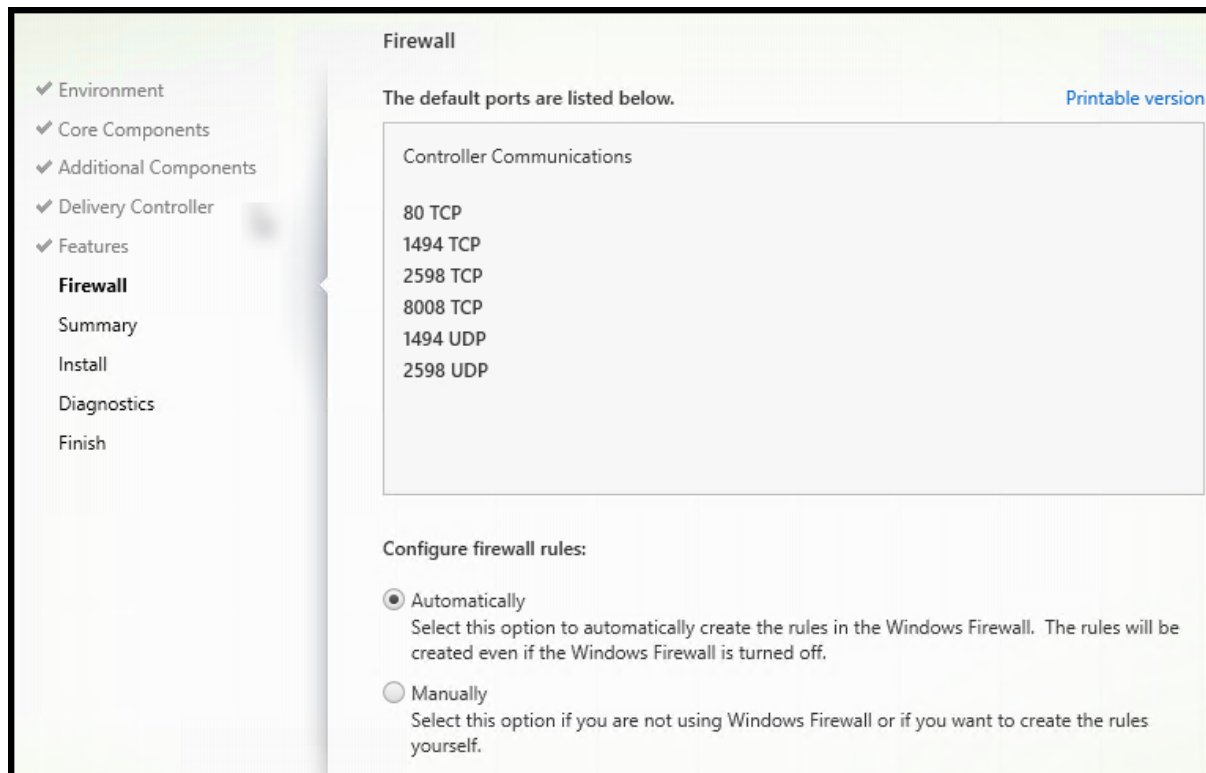 Firewall
Environment
Core Components
Additional Components
Delivery Controller
Features
Firewall
Summary
Install
Diagnostics
Finish
The default ports are listed below.
Printable version
Controller Communications
80 TCP
1494 TCP
2598 TCP
8008 TCP
1494 UDP
2598 UDP
Configure firewall rules:
Automatically
Select this option to automatically create the rules in the Windows Firewall. The rules will be
created even if the Windows Firewall is turned off.
Manually
Select this option if you are not using Windows Firewall or if you want to create the rules
yourself.